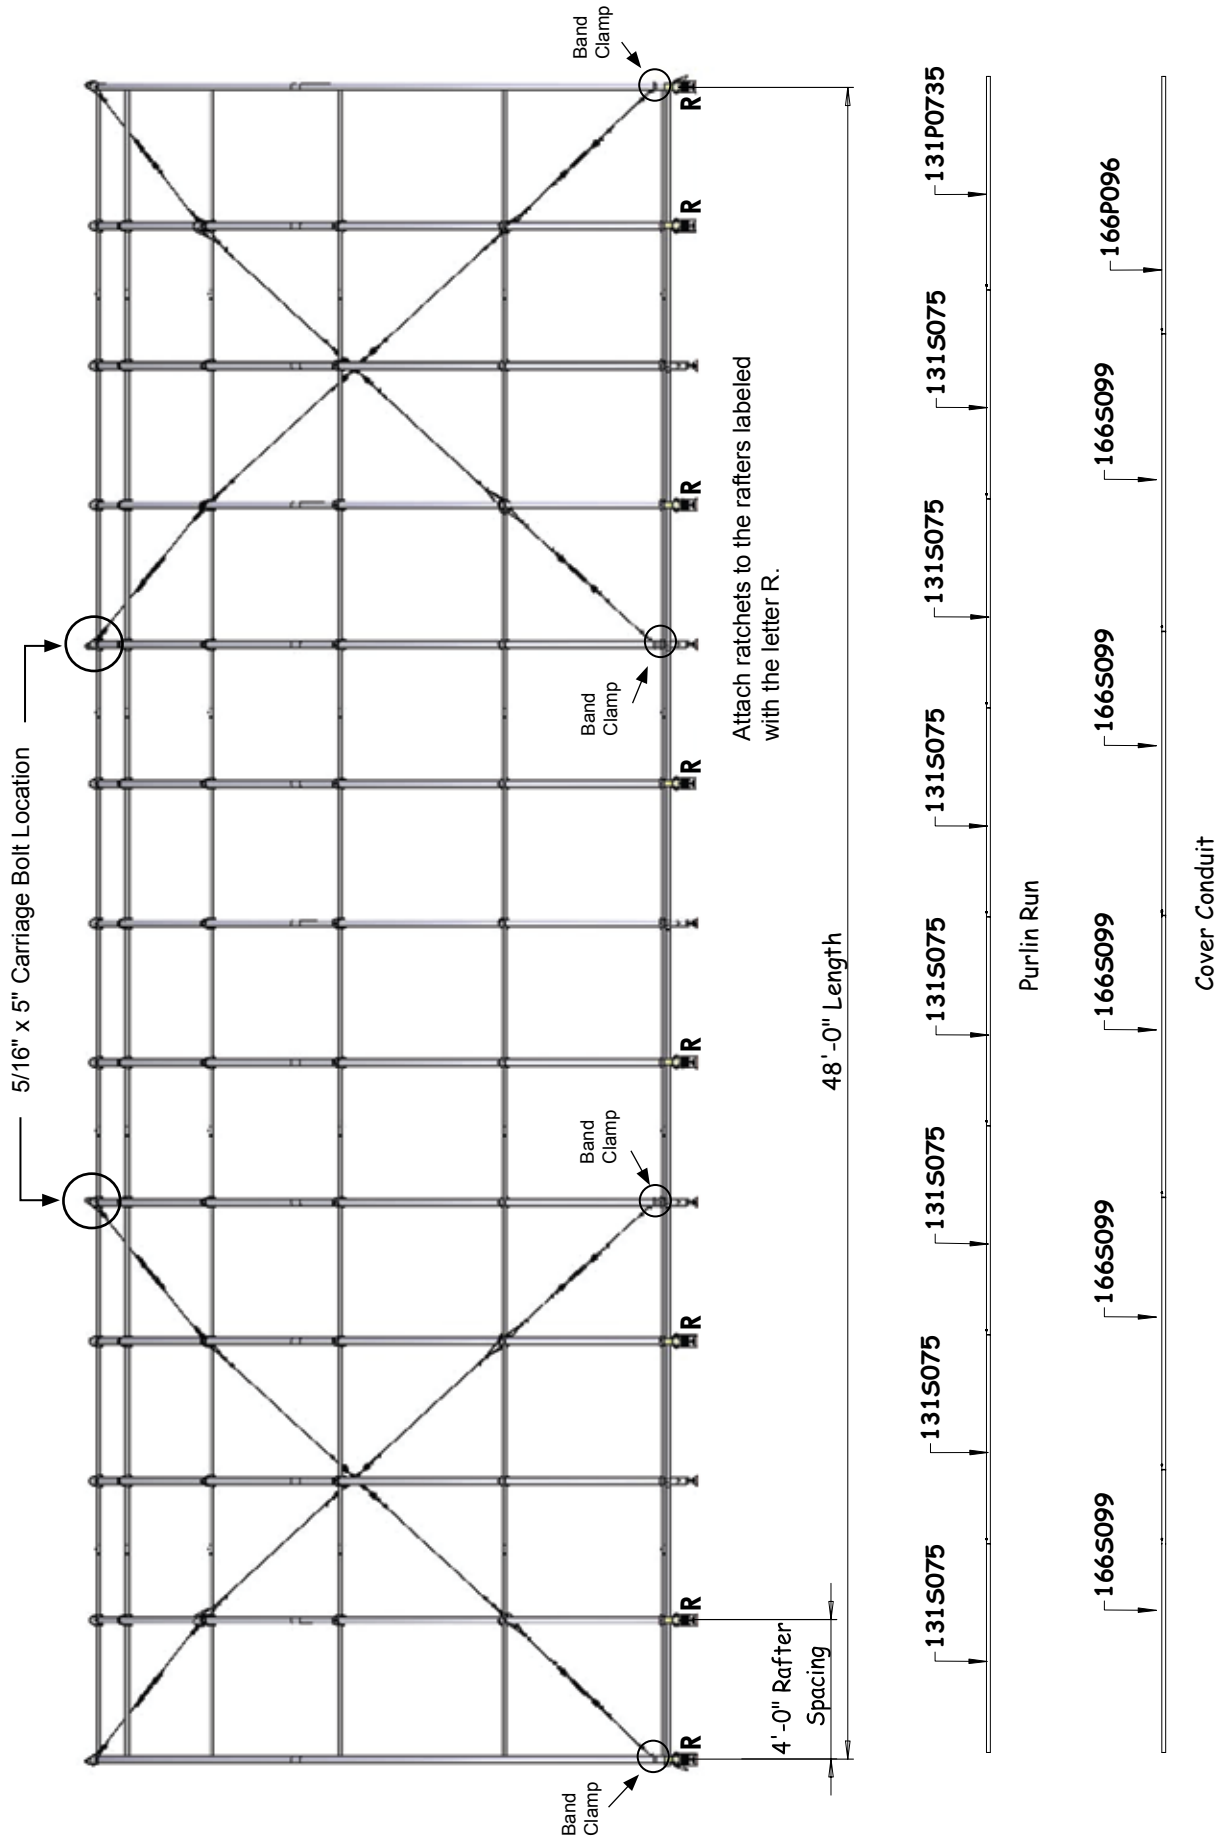 5/16" x 5" Carriage Bolt Location
Band
Clamp
Band
Clamp
Band
Clamp
Band
Clamp
R
R
R
R
R
R
R
R
Attach ratchets to the rafters labeled
with the letter R.
4'-0" Rafter
Spacing
48'-0" Length
131S075
131S075
131S075
131S075
131S075
131S075
131S075
131P0735
Purlin Run
166S099
166S099
166S099
166S099
166S099
166P096
Cover Conduit